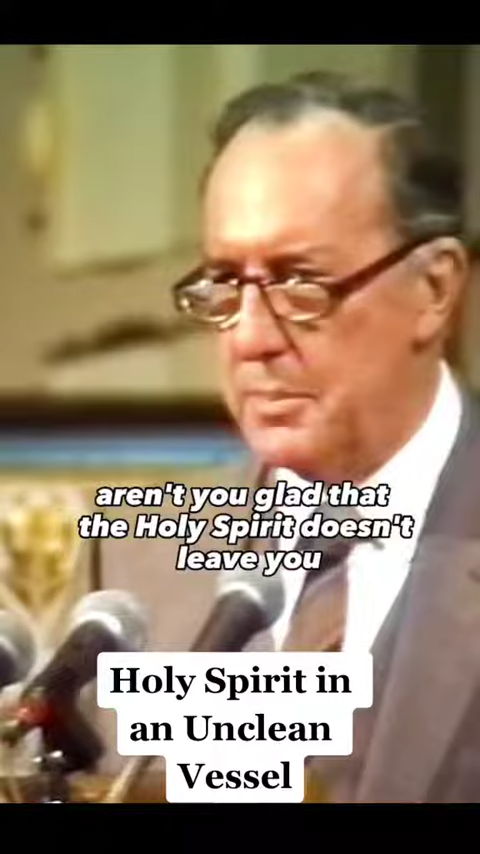 aren't you glad that
the Holy Spirit doesn't
leave you
Holy Spirit in
an Unclean
Vessel